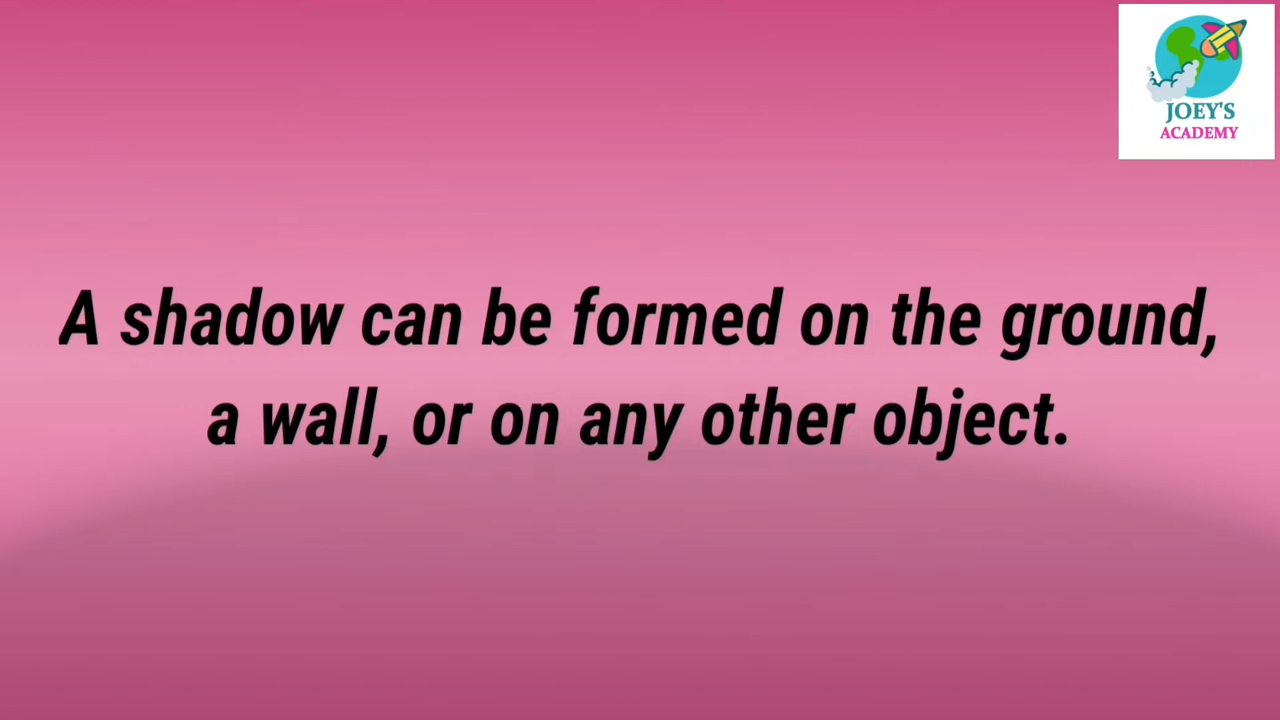 JOEY'S
ACADEMY
A shadow can be formed on the ground,
a wall, or on any other object.